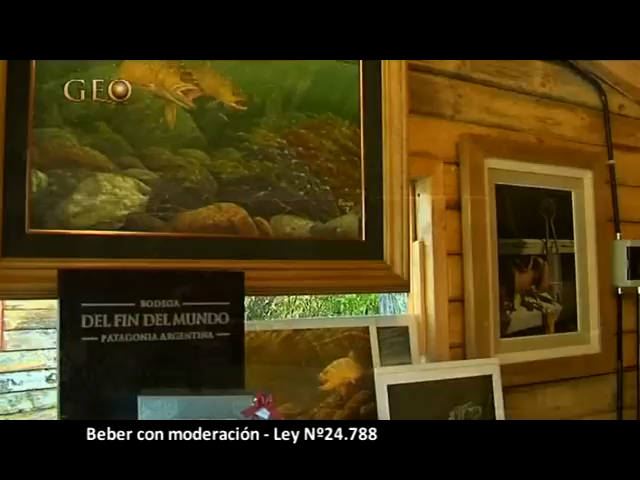 GEO
BODEGA
DEL FIN DEL MUNDO
PATAGONIA ARGENTINA
Beber con moderación - Ley Nº24.788